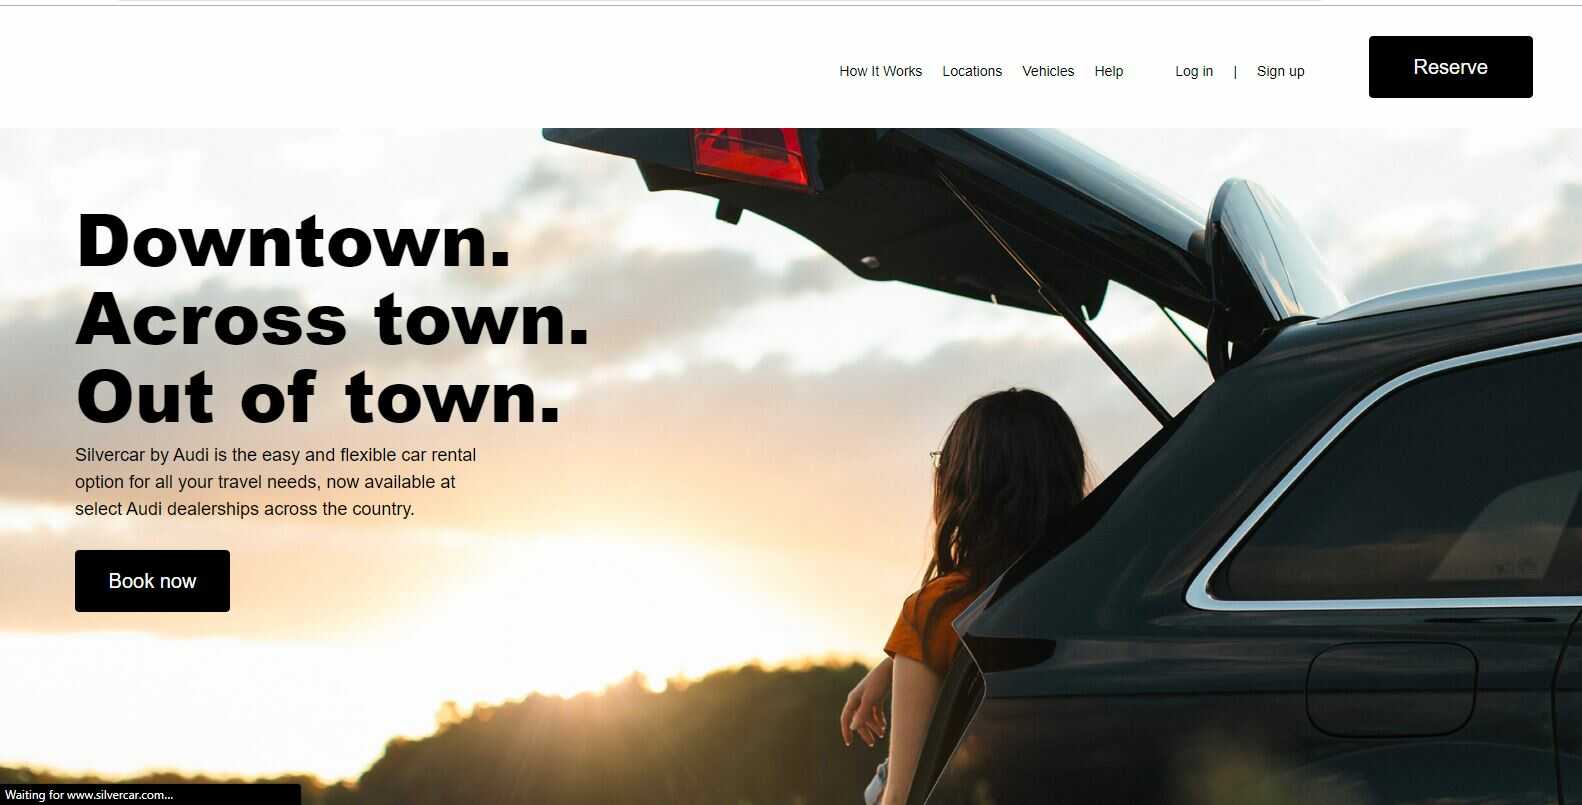 How It Works Locations Vehicles Help Log in | Sign up Reserve
Downtown.
Across town.
Out of town.
Silvercar by Audi is the easy and flexible car rental
option for all your travel needs, now available at
select Audi dealerships across the country.
Book now
Waiting for www.silvercar.com...